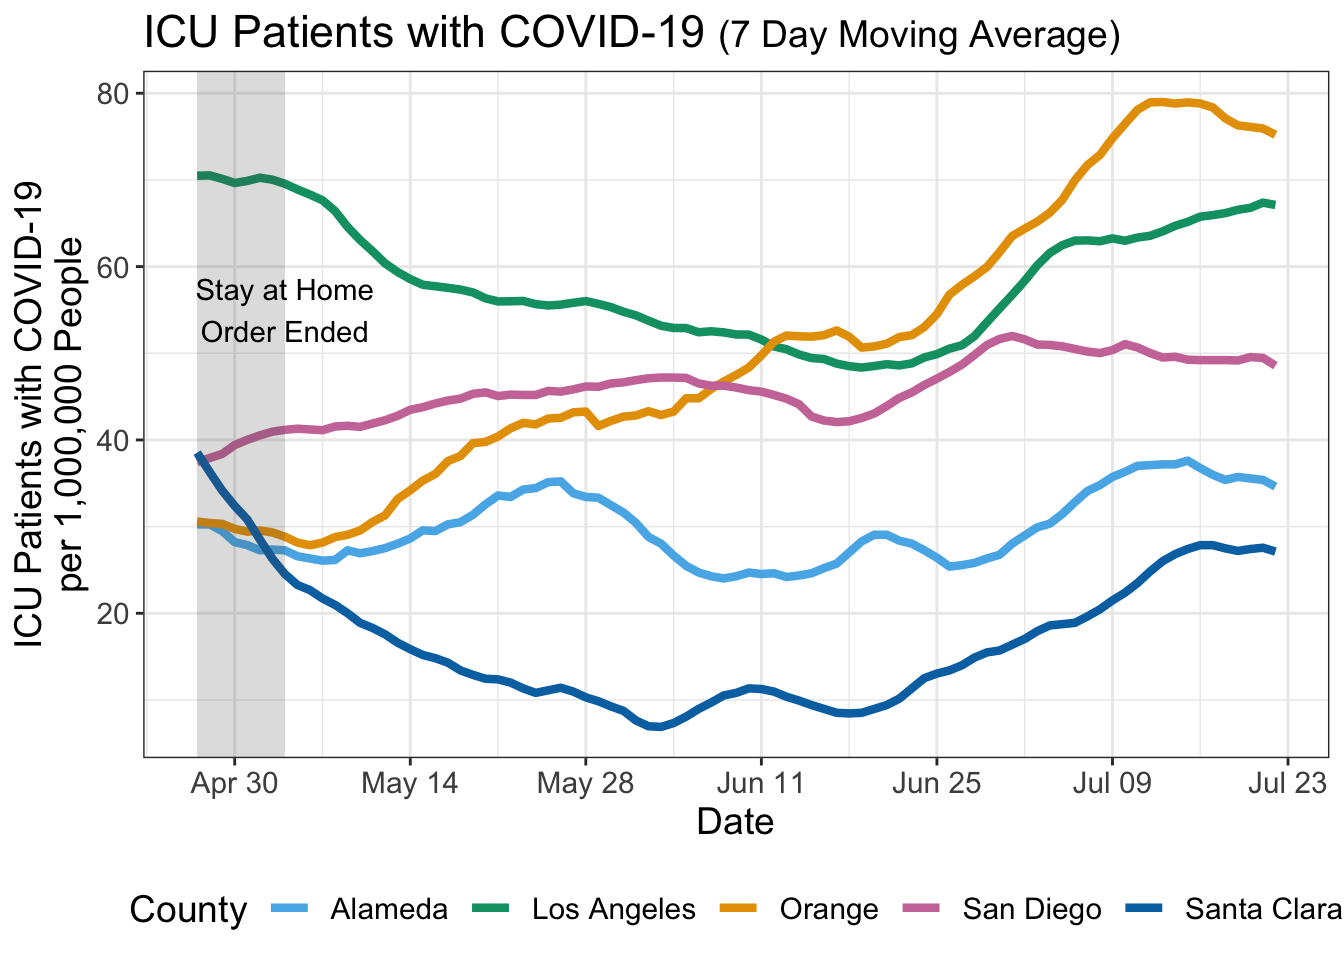 ICU Patients with COVID-19 (7 Day Moving Average)
ICU Patients with COVID-19
per 1,000,000 People
80
60
40
20
Stay at Home
Order Ended
Apr 30 May 14 May 28 Jun 11 Jun 25 Jul 09 Jul 23
Date
County Alameda Los Angeles Orange San Diego Santa Clara